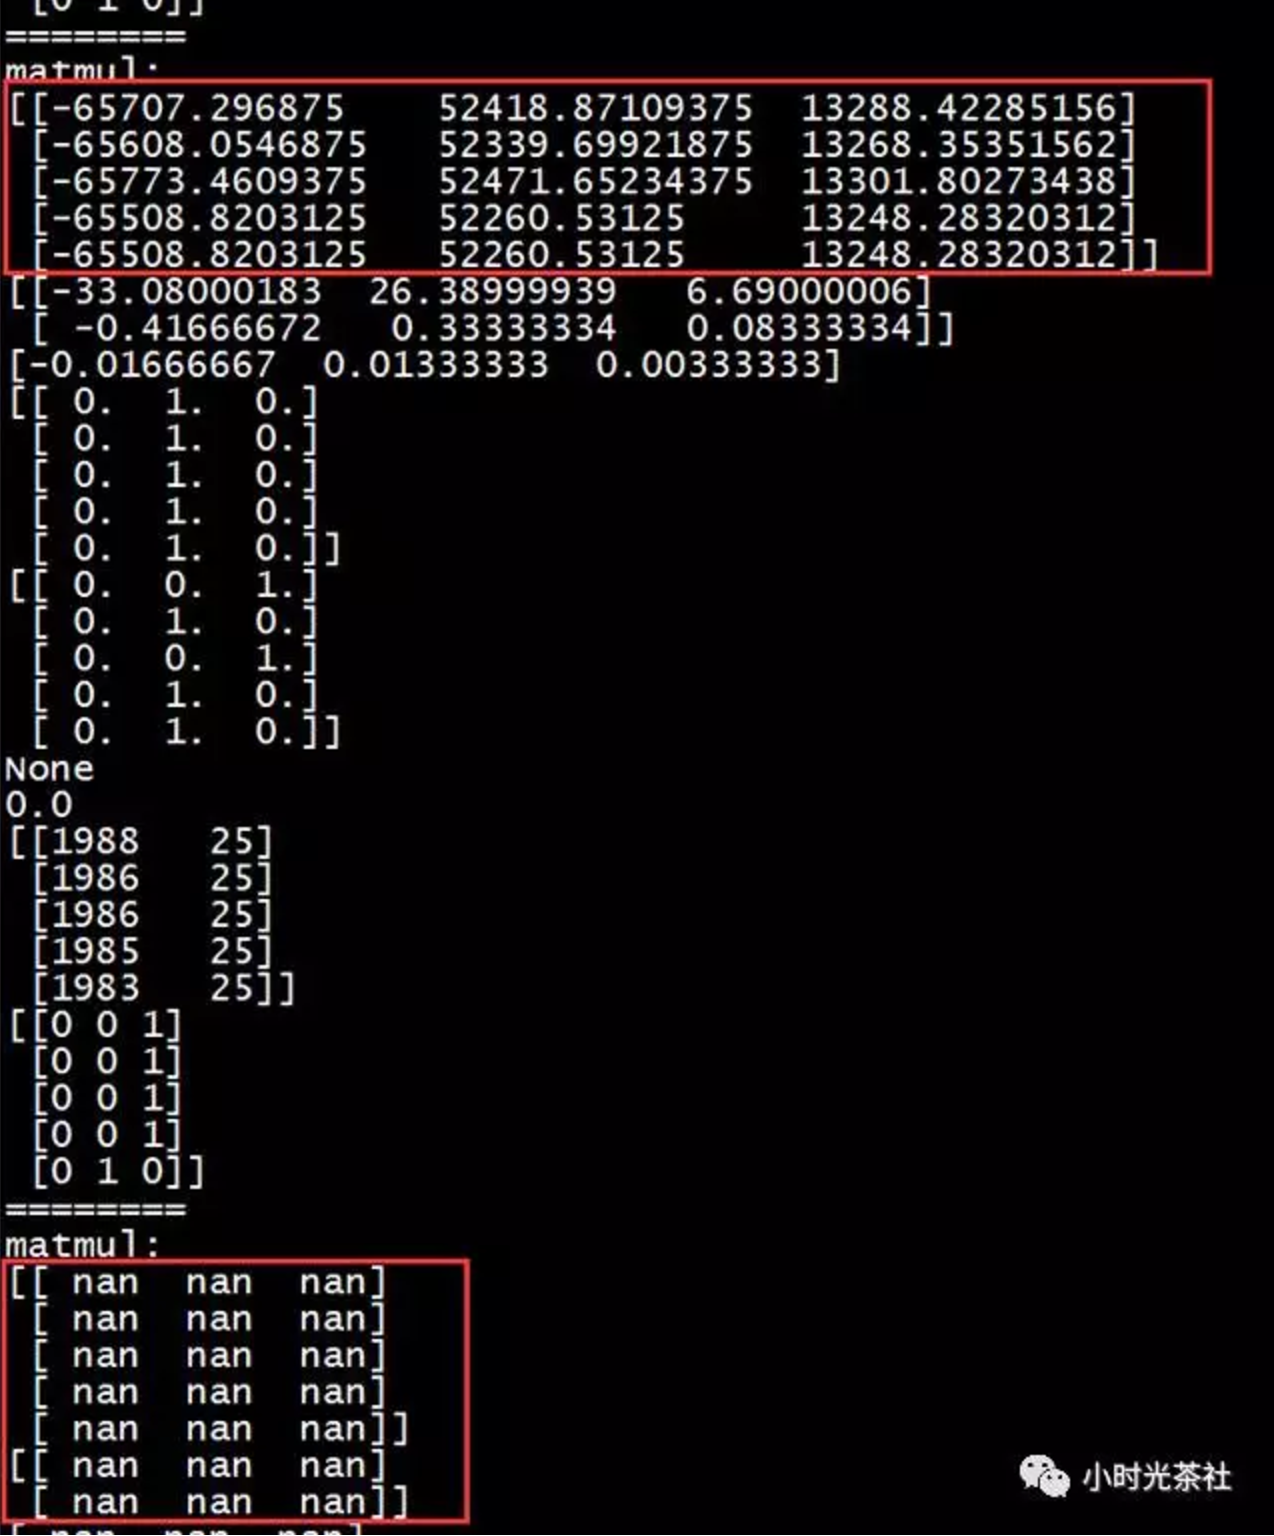 [0 1 0]]
========
matmul:
[[-65707.296875    52418.87109375  13288.42285156]
[-65608.0546875   52339.69921875  13268.35351562]
[-65773.4609375   52471.65234375  13301.80273438]
[-65508.8203125   52260.53125     13248.28320312]
[-65508.8203125   52260.53125     13248.28320312]]
[[-33.08000183  26.38999939   6.69000006]
[ -0.41666672   0.33333334   0.08333334]]
[-0.01666667  0.01333333  0.00333333]
[[ 0.  1.  0.]
[ 0.  1.  0.]
[ 0.  1.  0.]
[ 0.  1.  0.]
[ 0.  1.  0.]]
[[ 0.  0.  1.]
[ 0.  1.  0.]
[ 0.  0.  1.]
[ 0.  1.  0.]
[ 0.  1.  0.]]
None
0.0
[[1988   25]
[1986   25]
[1986   25]
[1985   25]
[1983   25]]
[[0 0 1]
[0 0 1]
[0 0 1]
[0 0 1]
[0 1 0]]
========
matmul:
[[ nan  nan  nan]
[ nan  nan  nan]
[ nan  nan  nan]
[ nan  nan  nan]
[ nan  nan  nan]]
[[ nan  nan  nan]
[ nan  nan  nan]]
[ nan  nan  nan]
小时光茶社